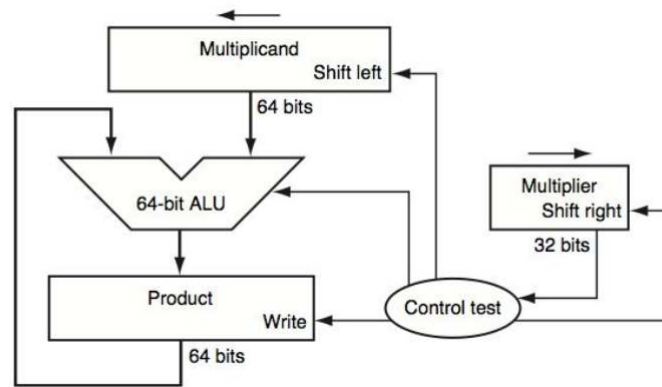 Multiplicand
Shift left
64 bits
64-bit ALU
Multiplier
Shift right
32 bits
Product
Write
Control test
64 bits